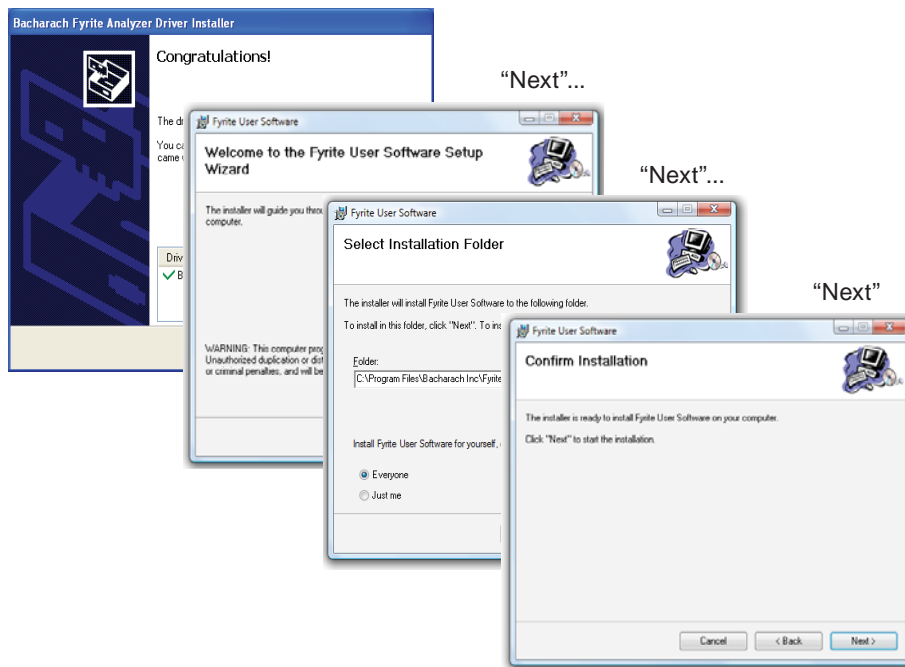 Bacharach Fyrite Analyzer Driver Installer
Congratulations!
The
You
came
Driv
“Next”...
Fyrite User Software
Welcome to the Fyrite User Software Setup
Wizard
The installer will guide you
computer.
WARNING: This computer
Unauthorized duplication or
or criminal penalties, and will be
“Next”...
Fyrite User Software
Select Installation Folder
The installer will install Fyrite User Software to the following folder.
To install in this folder, click "Next". To
Folder:
C:\Program Files\Bacharach Inc\Fyrite
Install Fyrite User Software for yourself,
Everyone
Just me
“Next”
Fyrite User Software
Confirm Installation
The installer is ready to install Fyrite User Software on your computer.
Click "Next" to start the installation.
Cancel
< Back
Next >